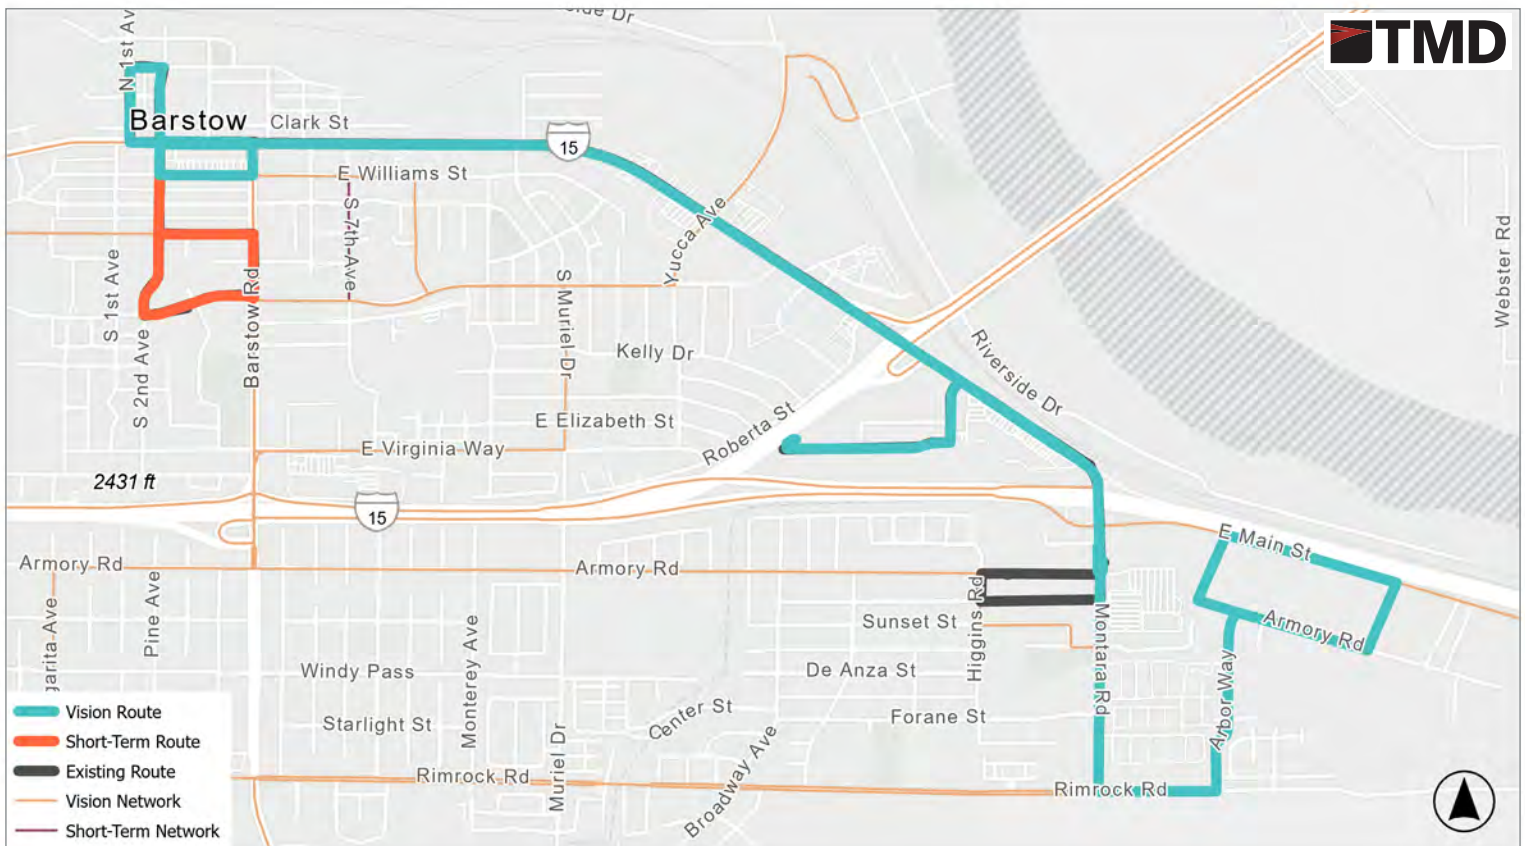 TMD
N 1st Av
Barstow
Clark St
15
E Williams St
S 7th Ave
Yucca Ave
S 1st Ave
Barstow Rd
S Muriel Dr
S 2nd Ave
Kelly Dr
Riverside Dr
Webster Rd
E Elizabeth St
Roberta St
E Virginia Way
2431 ft
15
E Main St
Armory Rd
Armory Rd
Armory Rd
garita Ave
Pine Ave
Monterey Ave
Sunset St
Higgins Rd
Montara Rd
Windy Pass
De Anza St
Arbor Way
Starlight St
Center St
Forane St
Muriel Dr
Broadway Ave
Rimrock Rd
Rimrock Rd
Vision Route
Short-Term Route
Existing Route
Vision Network
Short-Term Network